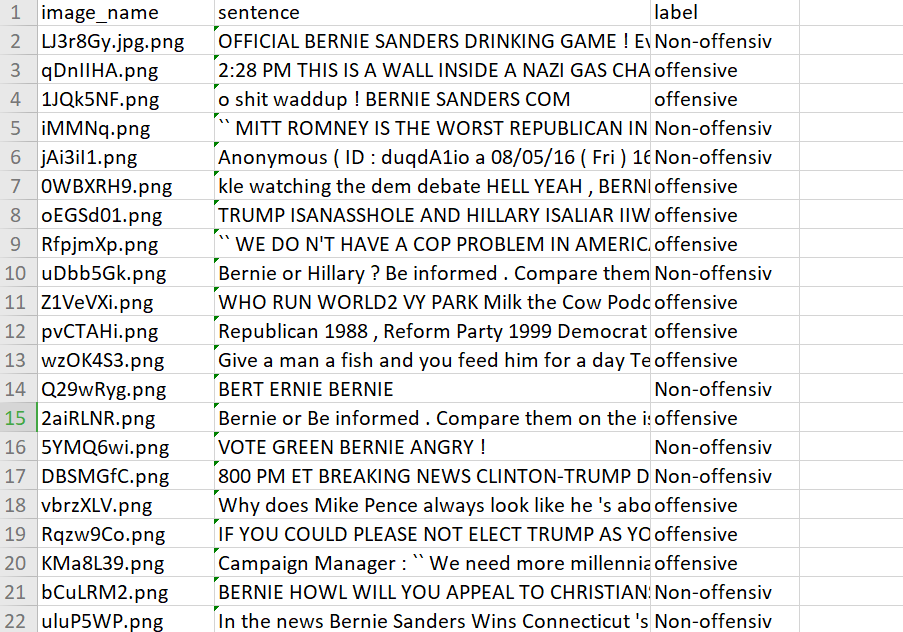 1 image_name sentence label
2 LJ3r8Gy.jpg.png OFFICIAL BERNIE SANDERS DRINKING GAME ! Ev Non-offensiv
3 qDnIIHA.png 2:28 PM THIS IS A WALL INSIDE A NAZI GAS CHA offensive
4 1JQk5NF.png o shit waddup ! BERNIE SANDERS COM offensive
5 iMMNq.png `` MITT ROMNEY IS THE WORST REPUBLICAN IN Non-offensiv
6 jAi3iI1.png Anonymous ( ID : duqdA1io a 08/05/16 ( Fri ) 16 Non-offensiv
7 0WBXRH9.png kle watching the dem debate HELL YEAH , BERNI offensive
8 oEGSd01.png TRUMP ISANASSHOLE AND HILLARY ISALIAR IIW offensive
9 RfpjmXp.png `` WE DO N'T HAVE A COP PROBLEM IN AMERIC offensive
10 uDbb5Gk.png Bernie or Hillary ? Be informed . Compare them Non-offensiv
11 Z1VeVXi.png WHO RUN WORLD2 VY PARK Milk the Cow Podc offensive
12 pvCTAHi.png Republican 1988 , Reform Party 1999 Democrat offensive
13 wzOK4S3.png Give a man a fish and you feed him for a day Te offensive
14 Q29wRyg.png BERT ERNIE BERNIE Non-offensiv
15 2aiRLNR.png Bernie or Be informed . Compare them on the is offensive
16 5YMQ6wi.png VOTE GREEN BERNIE ANGRY ! Non-offensiv
17 DBSMGfC.png 800 PM ET BREAKING NEWS CLINTON-TRUMP D Non-offensiv
18 vbrzXLV.png Why does Mike Pence always look like he 's abo offensive
19 Rqzw9Co.png IF YOU COULD PLEASE NOT ELECT TRUMP AS YO offensive
20 KMa8L39.png Campaign Manager : `` We need more millennia offensive
21 bCuLRM2.png BERNIE HOWL WILL YOU APPEAL TO CHRISTIANS Non-offensiv
22 uluP5WP.png In the news Bernie Sanders Wins Connecticut 's Non-offensiv